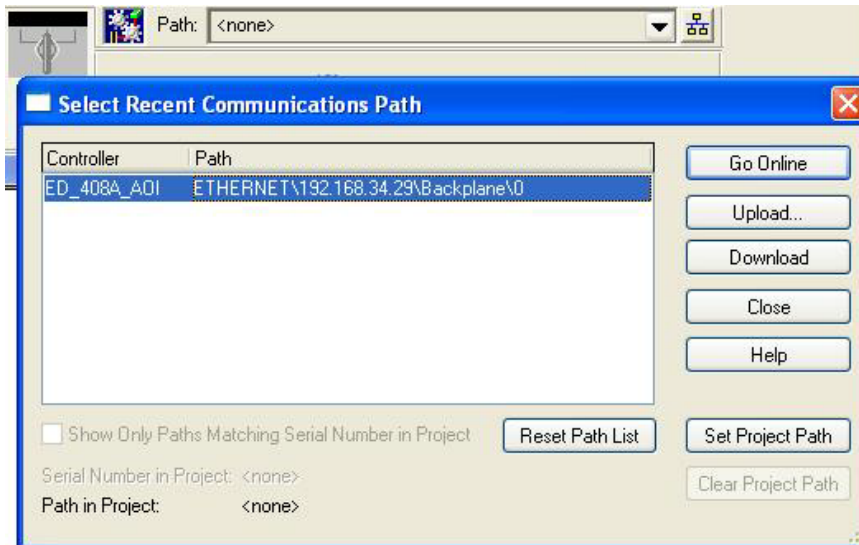 Path: <none>
Select Recent Communications Path
Controller Path
ED_408A_AOI ETHERNET\192.168.34.29\Backplane\0
Go Online
Upload...
Download
Close
Help
Show Only Paths Matching Serial Number in Project
Reset Path List
Set Project Path
Serial Number in Project: <none>
Clear Project Path
Path in Project: <none>